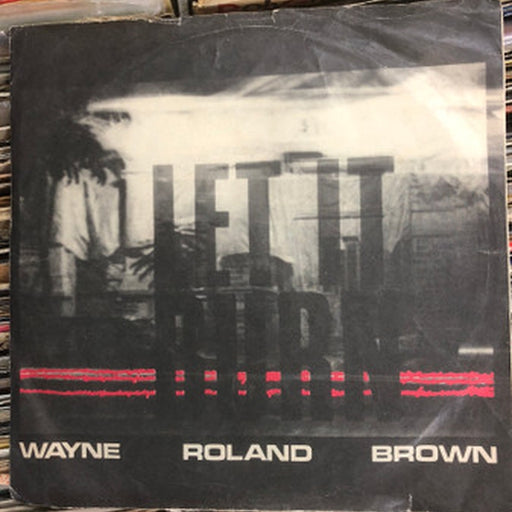 LET IT
BURN
WAYNE ROLAND BROWN